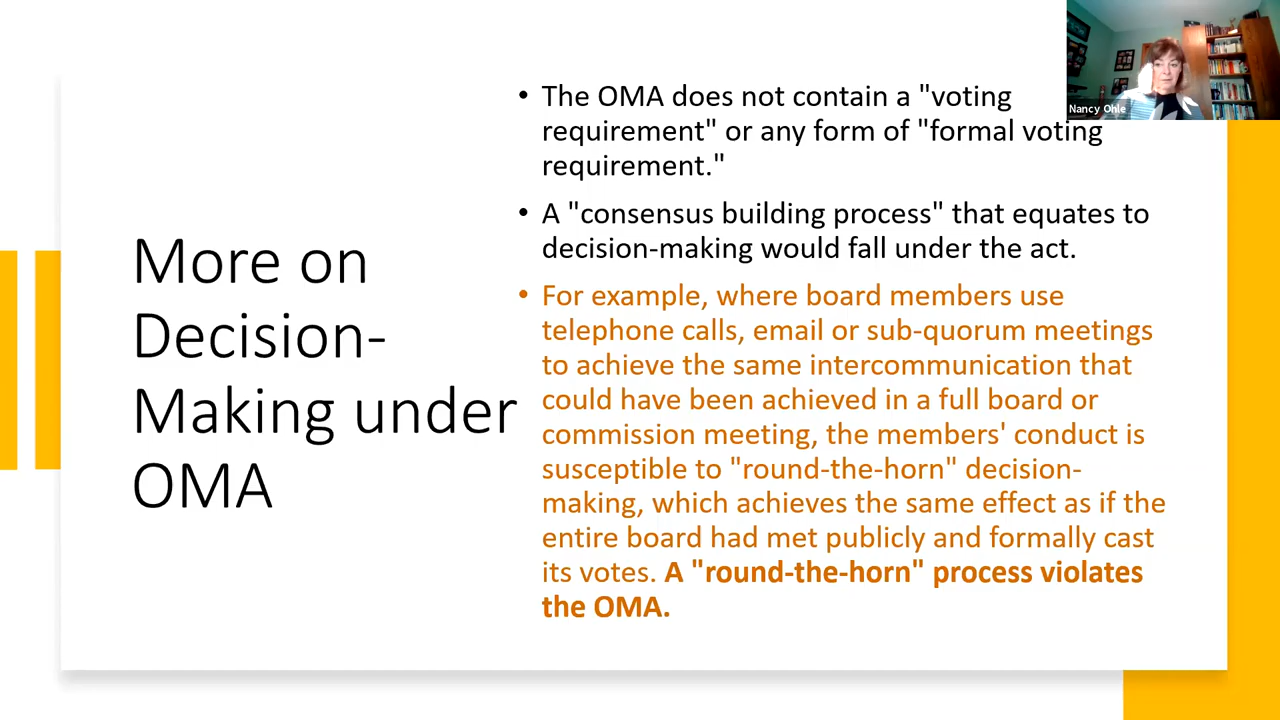 More on
Decision-
Making under
OMA
• The OMA does not contain a "voting
requirement" or any form of "formal voting
requirement."
• A "consensus building process" that equates to
decision-making would fall under the act.
• For example, where board members use
telephone calls, email or sub-quorum meetings
to achieve the same intercommunication that
could have been achieved in a full board or
commission meeting, the members' conduct is
susceptible to "round-the-horn" decision-
making, which achieves the same effect as if the
entire board had met publicly and formally cast
its votes. A "round-the-horn" process violates
the OMA.
Nancy Ohle